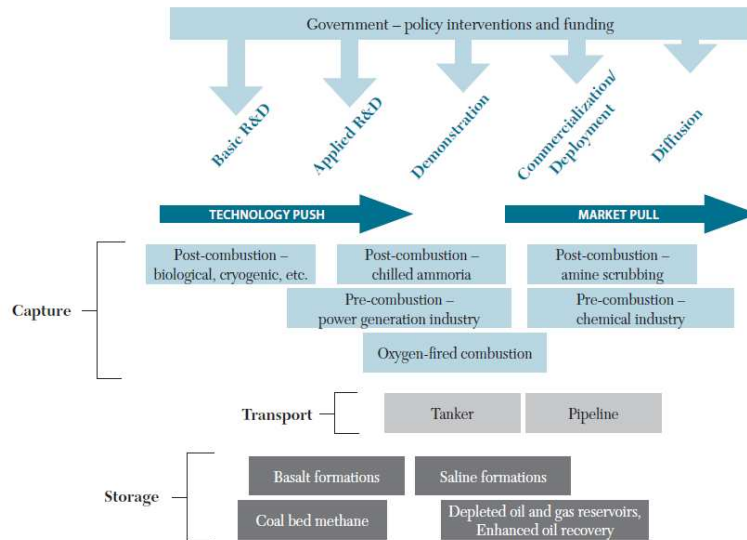 Government – policy interventions and funding
Basic R&D
Applied R&D
Demonstration
Commercialization/
Deployment
Diffusion
TECHNOLOGY PUSH
MARKET PULL
Capture
Post-combustion –
biological, cryogenic, etc.
Post-combustion –
chilled ammoria
Post-combustion –
amine scrubbing
Pre-combustion –
power generation industry
Pre-combustion –
chemical industry
Oxygen-fired combustion
Transport
Tanker
Pipeline
Storage
Basalt formations
Saline formations
Coal bed methane
Depleted oil and gas reservoirs,
Enhanced oil recovery